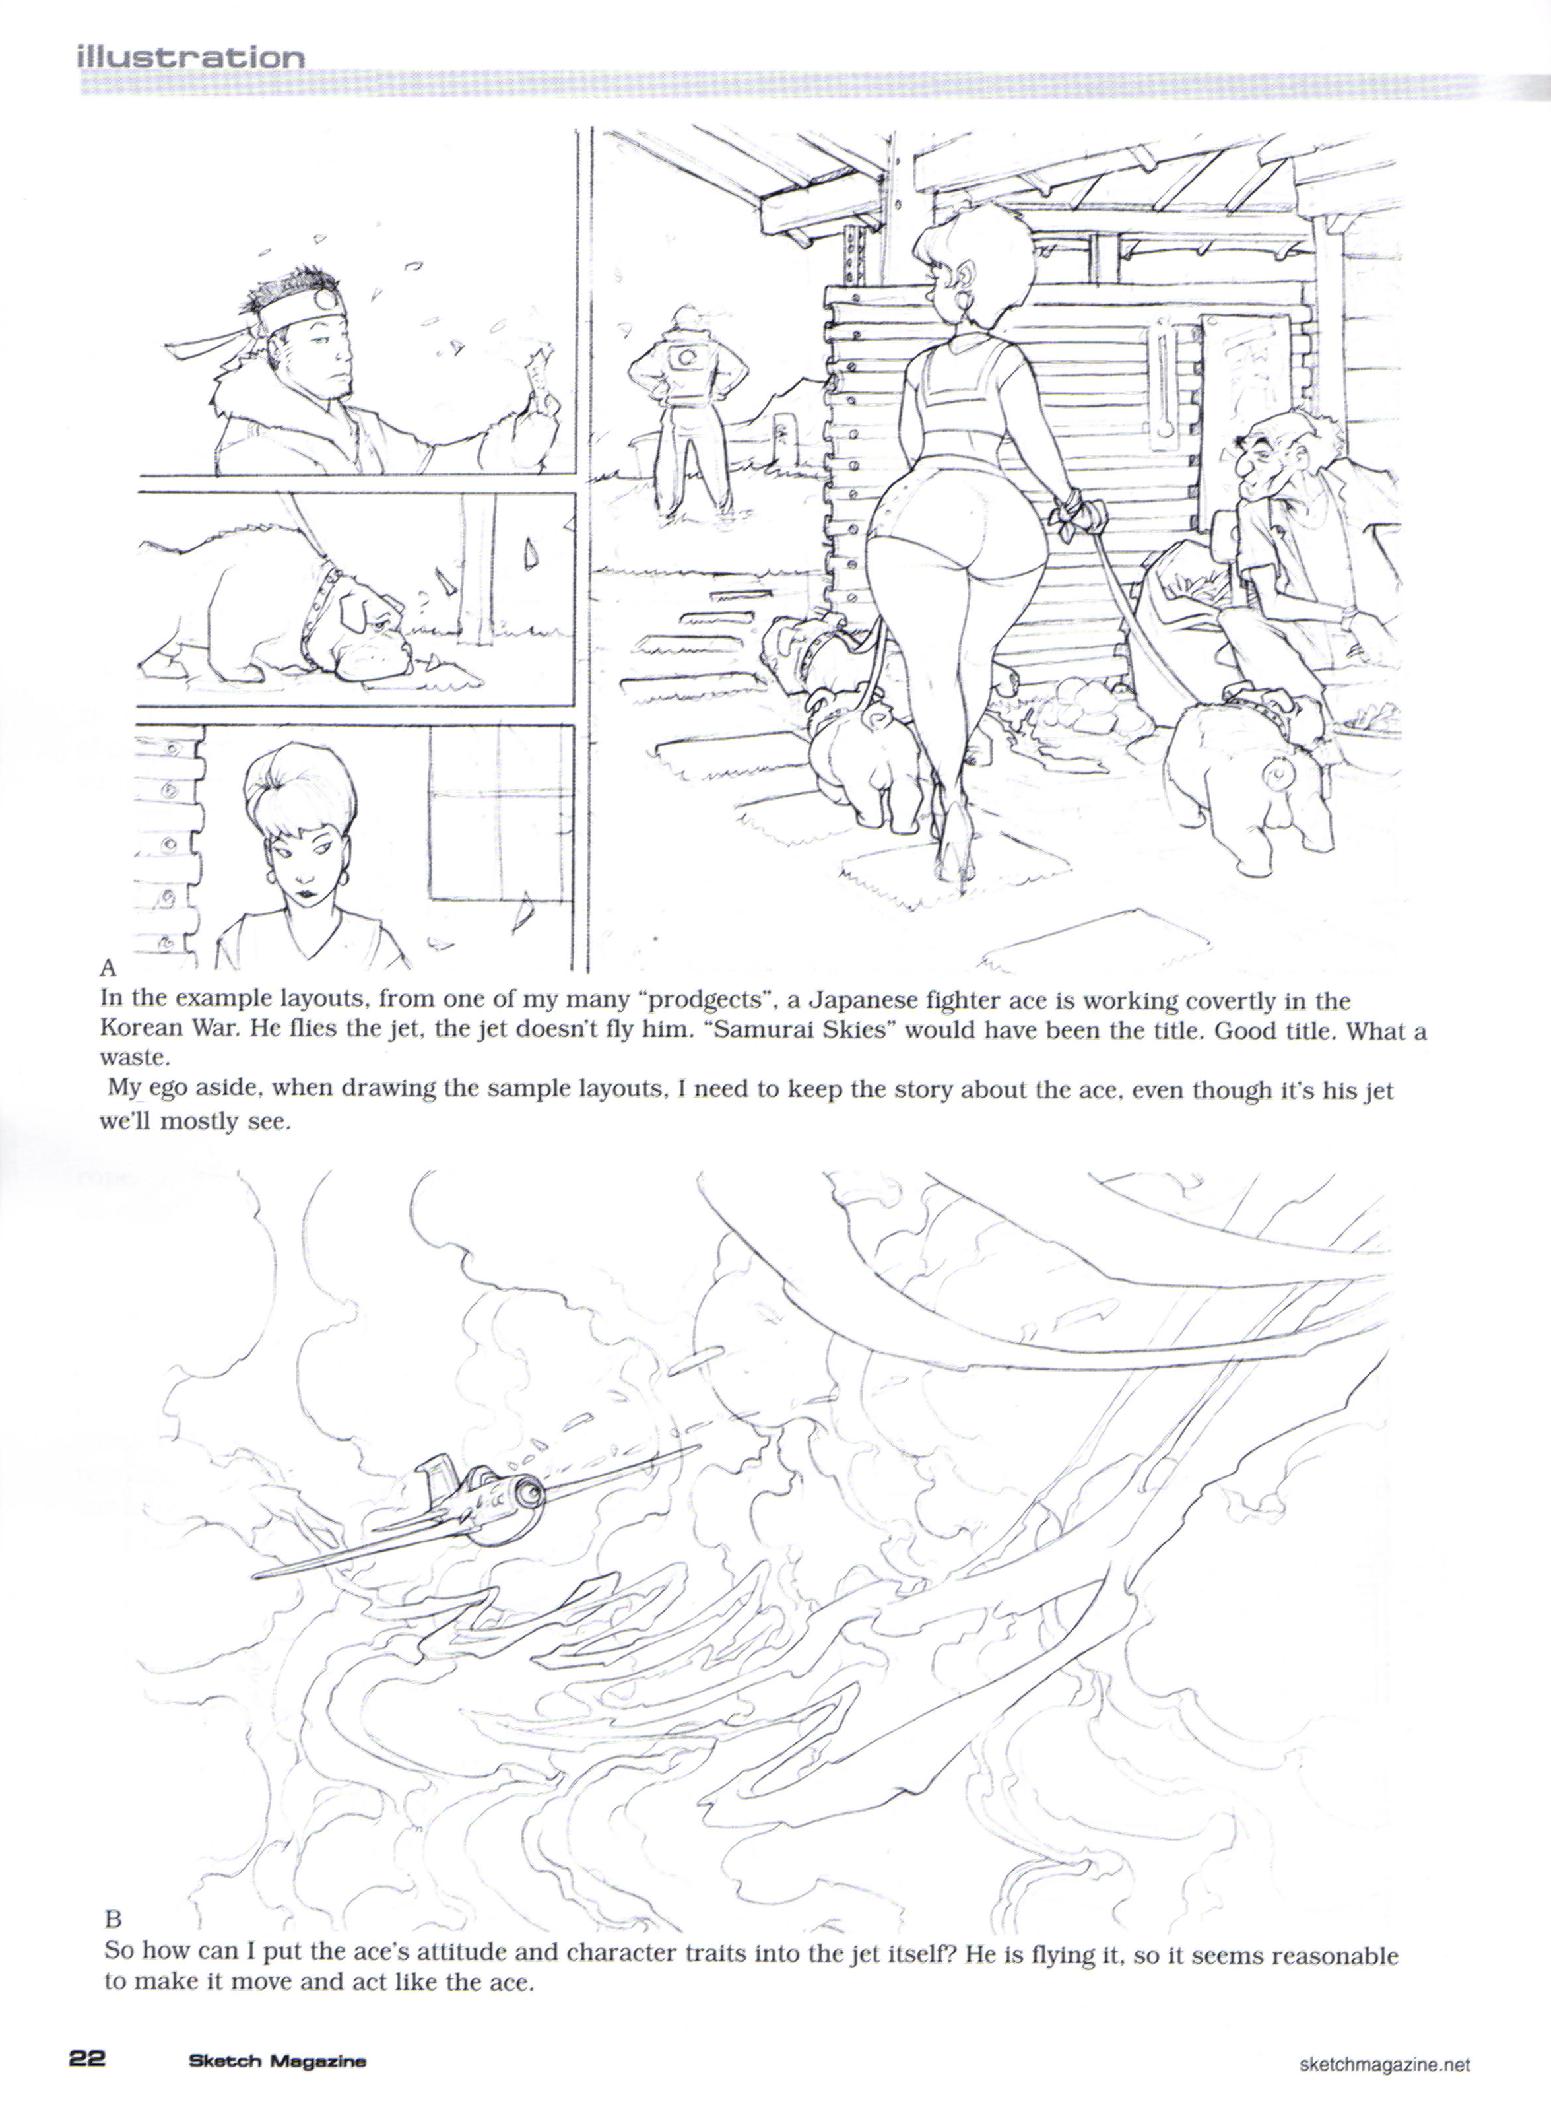 illustration
A
In the example layouts, from one of my many “prodgects”, a Japanese fighter ace is working covertly in the
Korean War. He flies the jet, the jet doesn’t fly him. “Samurai Skies” would have been the title. Good title. What a
waste.
My ego aside, when drawing the sample layouts, I need to keep the story about the ace, even though it’s his jet
we’ll mostly see.
B
So how can I put the ace’s attitude and character traits into the jet itself? He is flying it, so it seems reasonable
to make it move and act like the ace.
22 Sketch Magazine sketchmagazine.net